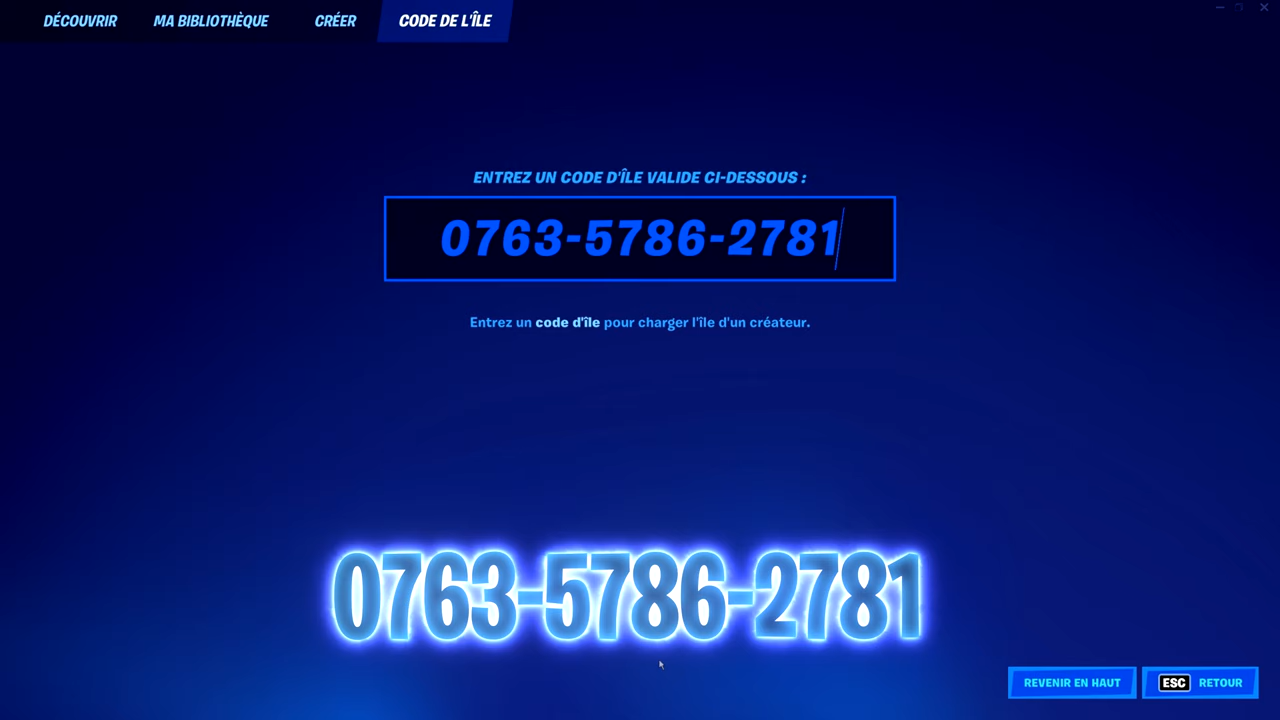 DÉCOUVRIR MA BIBLIOTHÈQUE CRÉER CODE DE L'ÎLE
ENTREZ UN CODE D'ÎLE VALIDE CI-DESSOUS :
0763-5786-2781
Entrez un code d'île pour charger l'île d'un créateur.
0763-5786-2781
REVENIR EN HAUT ESC RETOUR